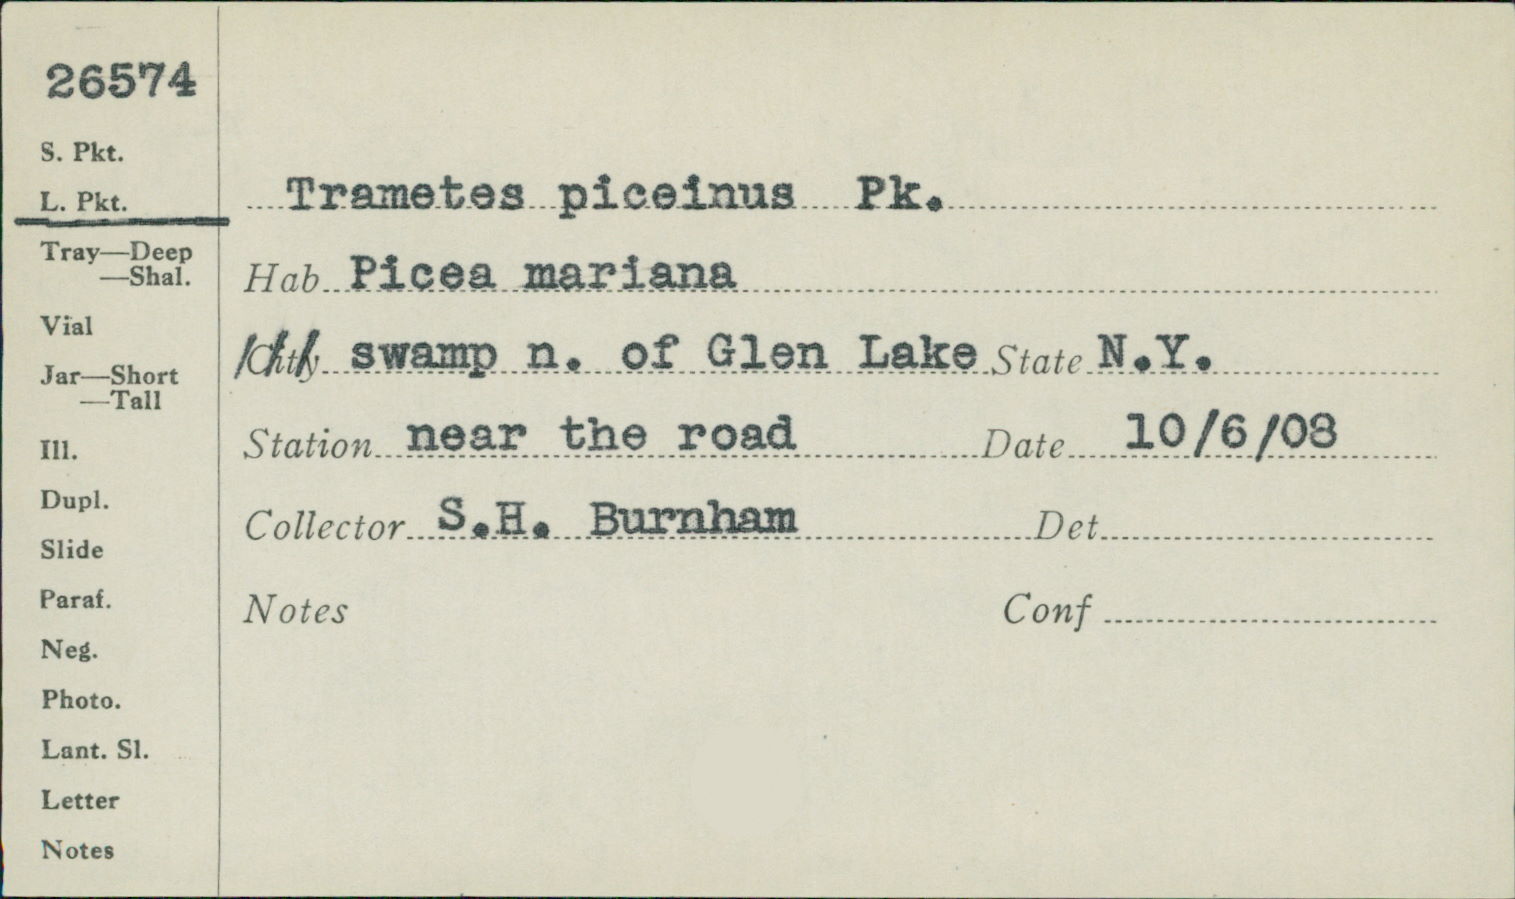 26574
S. Pkt.
L. Pkt.
Tray—Deep
—Shal.
Vial
Jar—Short
—Tall
Ill.
Dupl.
Slide
Paraf.
Neg.
Photo.
Lant. Sl.
Letter
Notes
Trametes piceinus Pk.
Hab Picea mariana
City swamp n. of Glen Lake State N.Y.
Station near the road Date 10/6/08
Collector S.H. Burnham Det
Notes Conf